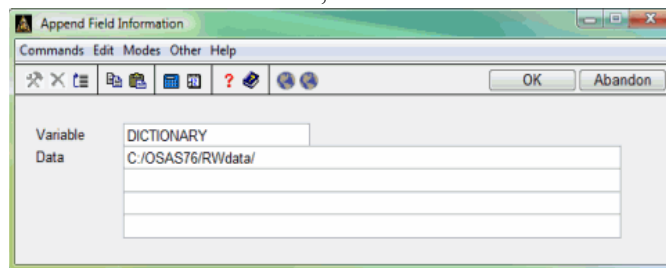 Append Field Information
Commands Edit Modes Other Help
OK Abandon
Variable DICTIONARY
Data C:/OSAS76/RWdata/